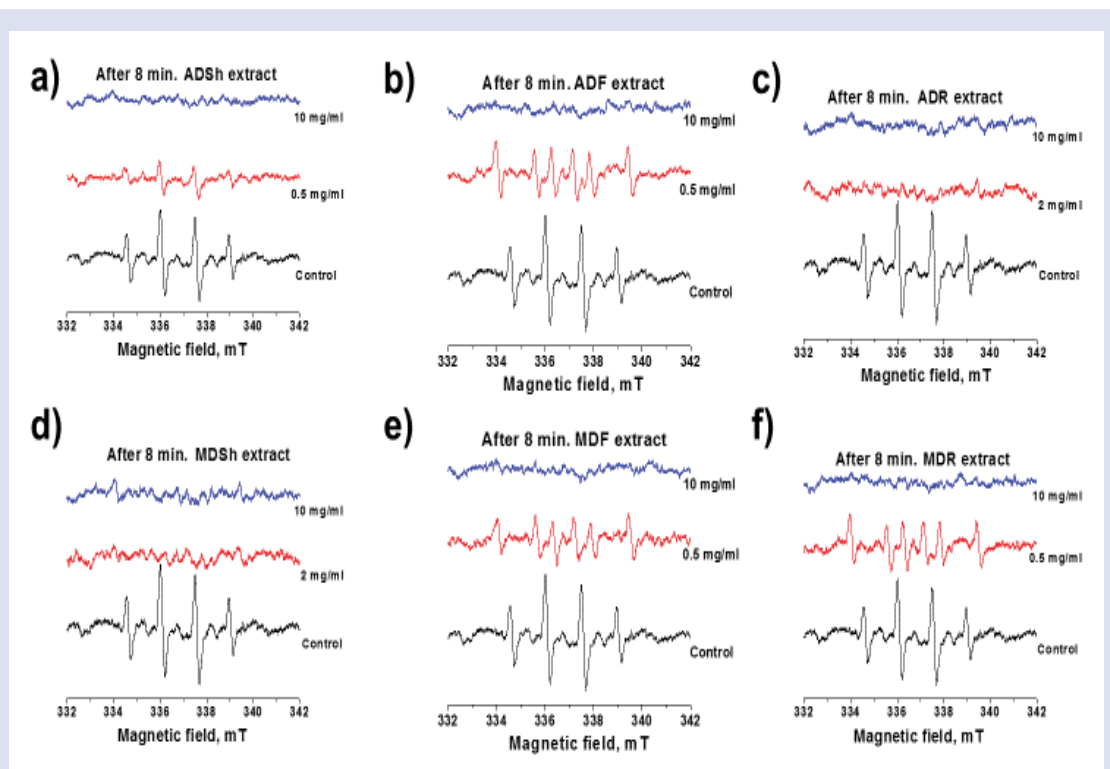 a)
After 8 min. ADSh extract
10 mg/ml
0.5 mg/ml
Control
332 334 336 338 340 342
Magnetic field, mT
b)
After 8 min. ADF extract
10 mg/ml
0.5 mg/ml
Control
332 334 336 338 340 342
Magnetic field, mT
c)
After 8 min. ADR extract
10 mg/ml
2 mg/ml
Control
332 334 336 338 340 342
Magnetic field, mT
d)
After 8 min. MDSh extract
10 mg/ml
2 mg/ml
Control
332 334 336 338 340 342
Magnetic field, mT
e)
After 8 min. MDF extract
10 mg/ml
0.5 mg/ml
Control
332 334 336 338 340 342
Magnetic field, mT
f)
After 8 min. MDR extract
10 mg/ml
0.5 mg/ml
Control
332 334 336 338 340 342
Magnetic field, mT